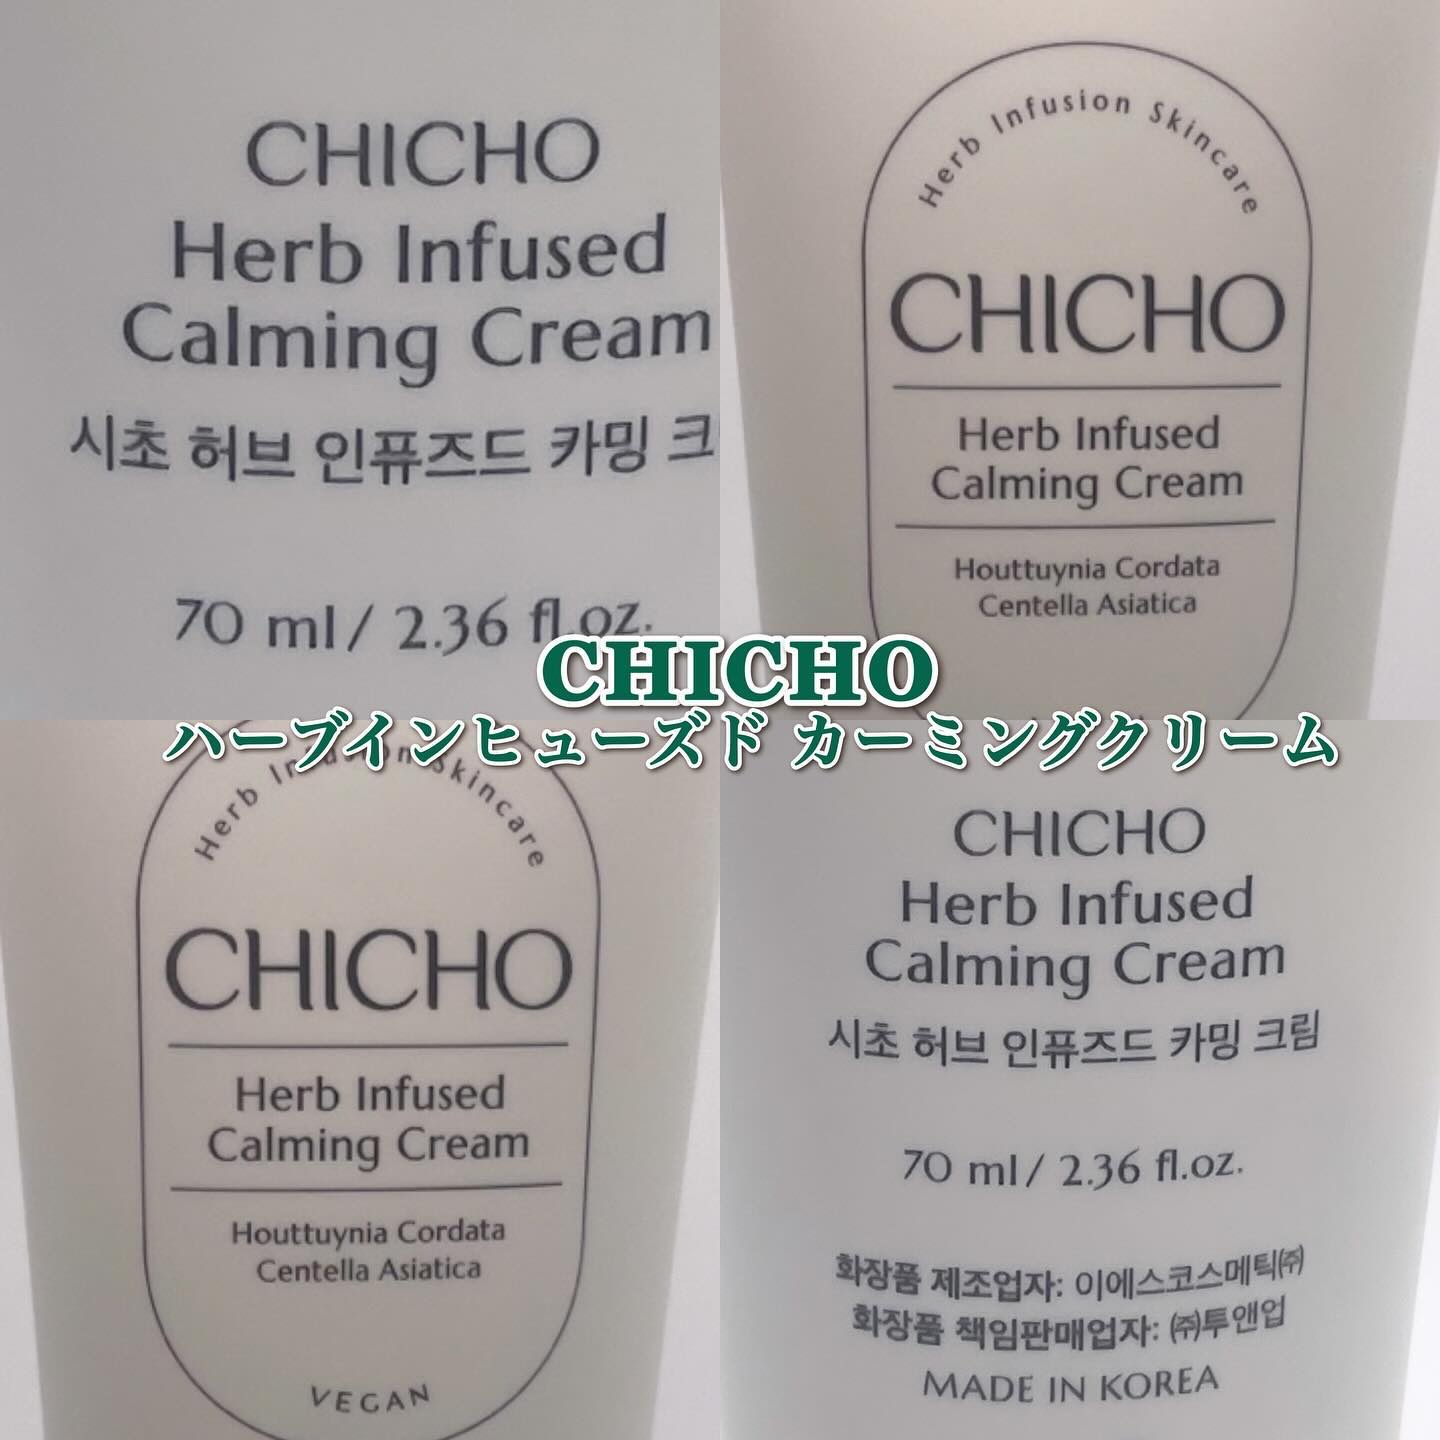 CHICHO
Herb Infused
Calming Cream
시초 허브 인퓨즈드 카밍 크
70 ml / 2.36 fl.oz.
Herb Infusion Skincare
CHICHO
Herb Infused
Calming Cream
Houttuynia Cordata
Centella Asiatica
CHICHO
ハーブインヒューズド カーミングクリーム
Herb Infusion Skincare
CHICHO
Herb Infused
Calming Cream
Houttuynia Cordata
Centella Asiatica
VEGAN
CHICHO
Herb Infused
Calming Cream
시초 허브 인퓨즈드 카밍 크림
70 ml / 2.36 fl.oz.
화장품 제조업자: 이에스코스메틱㈜
화장품 책임판매업자: ㈜투앤업
MADE IN KOREA